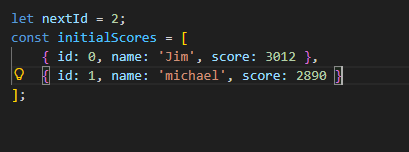 let nextId = 2;
const initialScores = [
    { id: 0, name: 'Jim', score: 3012 },
    { id: 1, name: 'michael', score: 2890 }
];